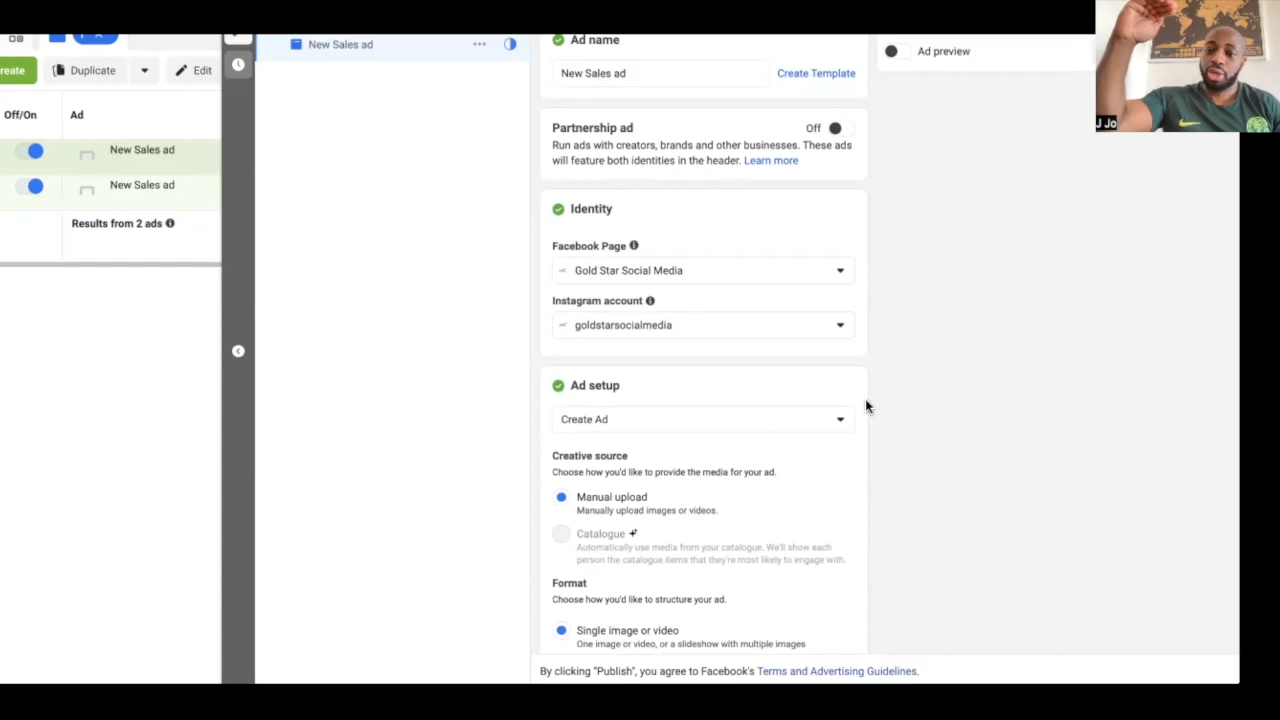 New Sales ad
Ad name
New Sales ad
Create Template
Ad preview
Duplicate
Edit
Off/On
Ad
New Sales ad
New Sales ad
Results from 2 ads
Partnership ad
Off
Run ads with creators, brands and other businesses. These ads
will feature both identities in the header. Learn more
Identity
Facebook Page
Gold Star Social Media
Instagram account
goldstarsocialmedia
Ad setup
Create Ad
Creative source
Choose how you'd like to provide the media for your ad.
Manual upload
Manually upload images or videos.
Catalogue
Automatically use media from your catalogue. We'll show each
person the catalogue items that they're most likely to engage with.
Format
Choose how you'd like to structure your ad.
Single image or video
One image or video, or a slideshow with multiple images
By clicking "Publish", you agree to Facebook's Terms and Advertising Guidelines.
J Jo